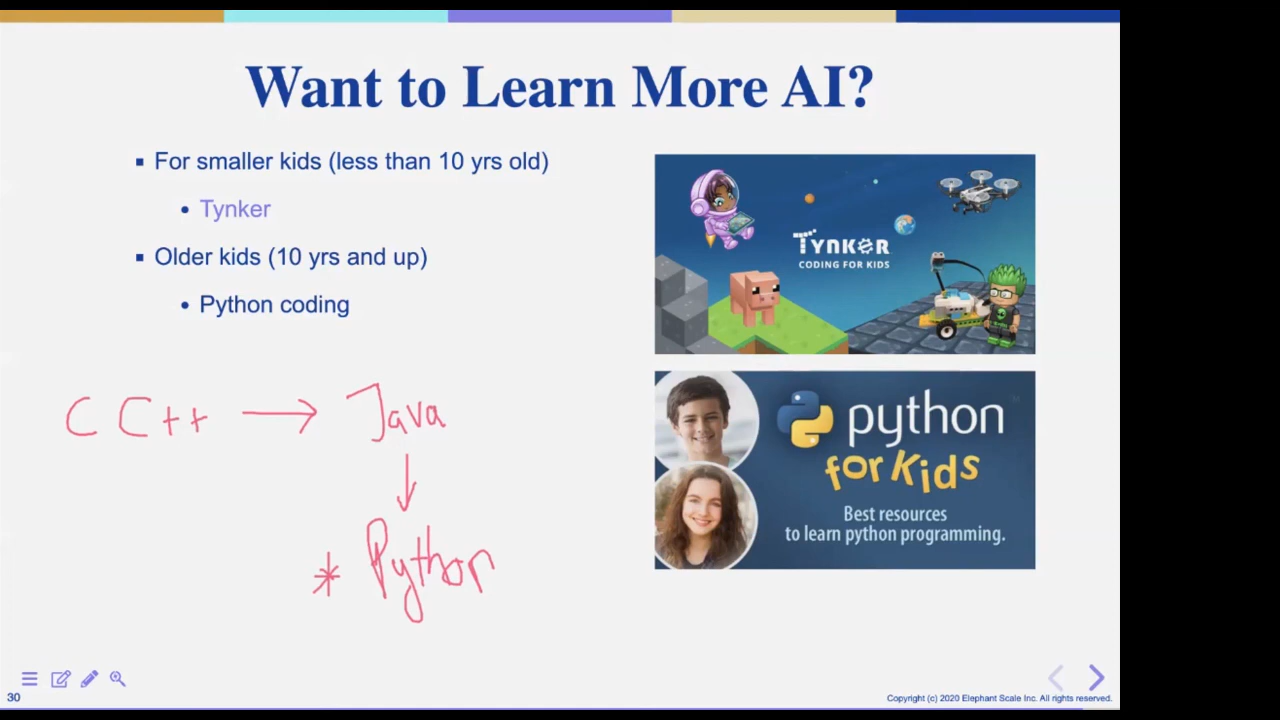 Want to Learn More AI?
For smaller kids (less than 10 yrs old)
Tynker
Older kids (10 yrs and up)
Python coding
C C++ → Java
↓
* Python
TYNKER
CODING FOR KIDS
python
for Kids
Best resources
to learn python programming.
30
Copyright (c) 2020 Elephant Scale Inc. All rights reserved.